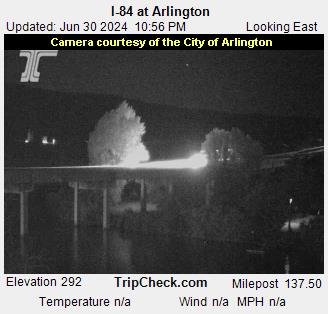 I-84 at Arlington
Updated: Jun 30 2024 10:56 PM Looking East
Camera courtesy of the City of Arlington
Elevation 292 TripCheck.com Milepost 137.50
Temperature n/a Wind n/a MPH n/a